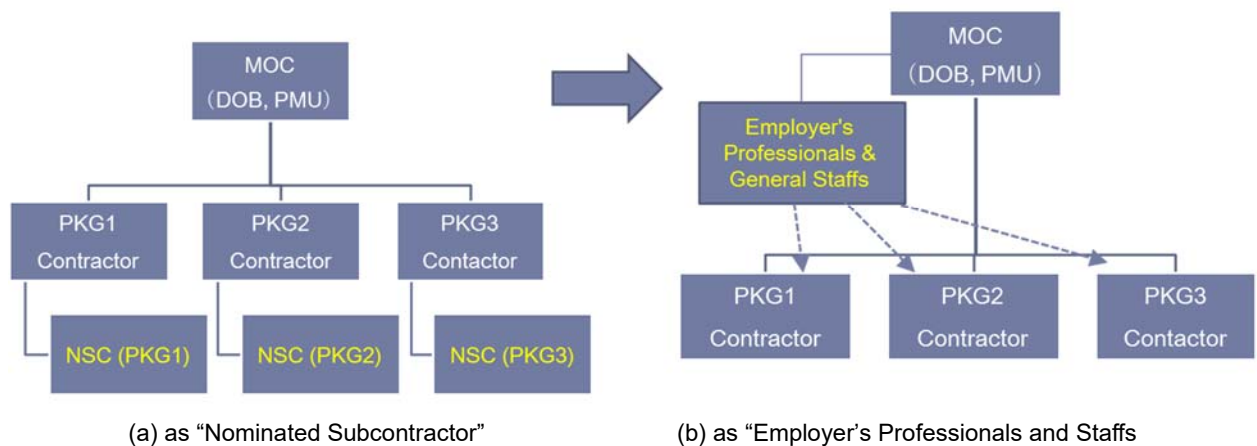 MOC
(DOB, PMU)
PKG1
Contractor
PKG2
Contractor
PKG3
Contactor
NSC (PKG1)
NSC (PKG2)
NSC (PKG3)
(a) as “Nominated Subcontractor”
MOC
(DOB, PMU)
Employer's
Professionals &
General Staffs
PKG1
Contractor
PKG2
Contractor
PKG3
Contactor
(b) as “Employer’s Professionals and Staffs